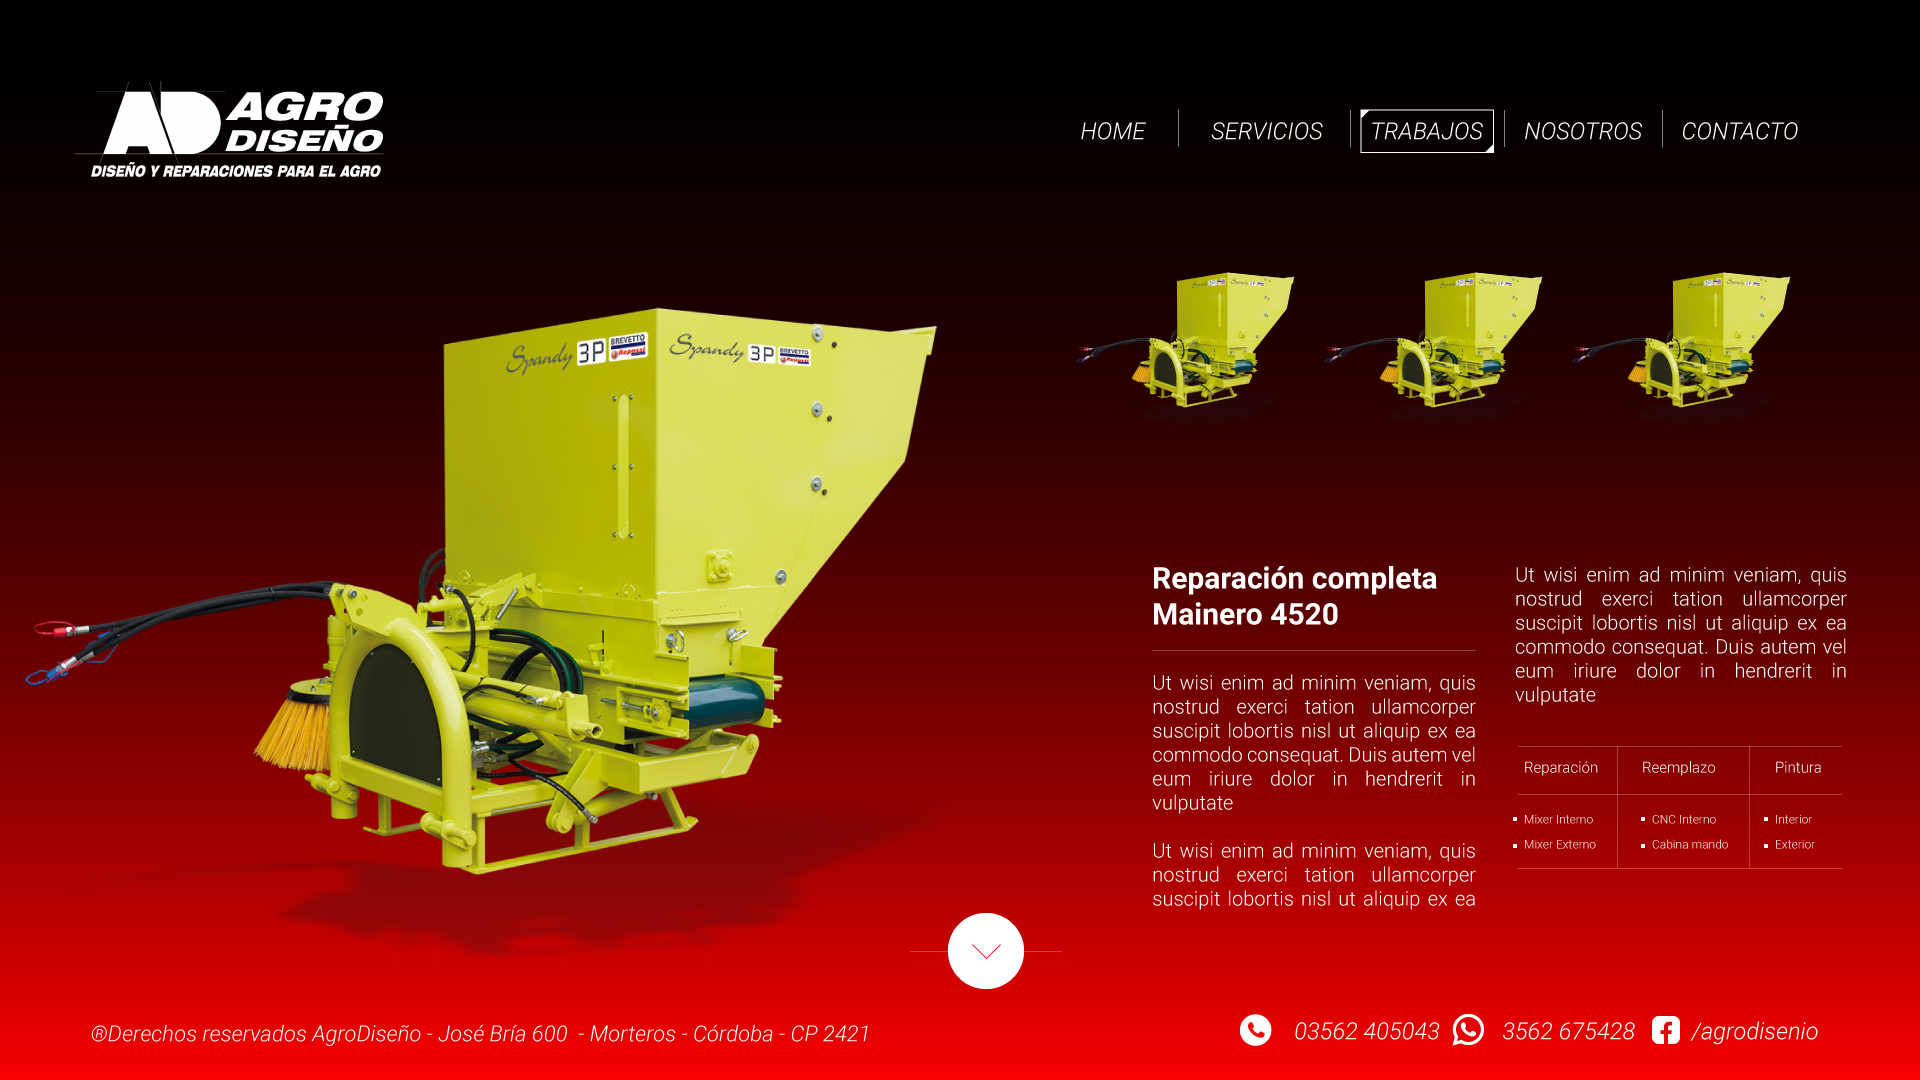 AD AGRO
DISEÑO
DISEÑO Y REPARACIONES PARA EL AGRO
HOME
SERVICIOS
TRABAJOS
NOSOTROS
CONTACTO
Spandy 3P BREVETTO
Repossi
Spandy 3P BREVETTO
Repossi
Reparación completa
Mainero 4520
Ut wisi enim ad minim veniam, quis
nostrud exerci tation ullamcorper
suscipit lobortis nisl ut aliquip ex ea
commodo consequat. Duis autem vel
eum iriure dolor in hendrerit in
vulputate
Ut wisi enim ad minim veniam, quis
nostrud exerci tation ullamcorper
suscipit lobortis nisl ut aliquip ex ea
Ut wisi enim ad minim veniam, quis
nostrud exerci tation ullamcorper
suscipit lobortis nisl ut aliquip ex ea
commodo consequat. Duis autem vel
eum iriure dolor in hendrerit in
vulputate
Reparación
Reemplazo
Pintura
Mixer Interno
CNC Interno
Interior
Mixer Externo
Cabina mando
Exterior
®Derechos reservados AgroDiseño - José Bría 600 - Morteros - Córdoba - CP 2421
03562 405043
3562 675428
/agrodisenio